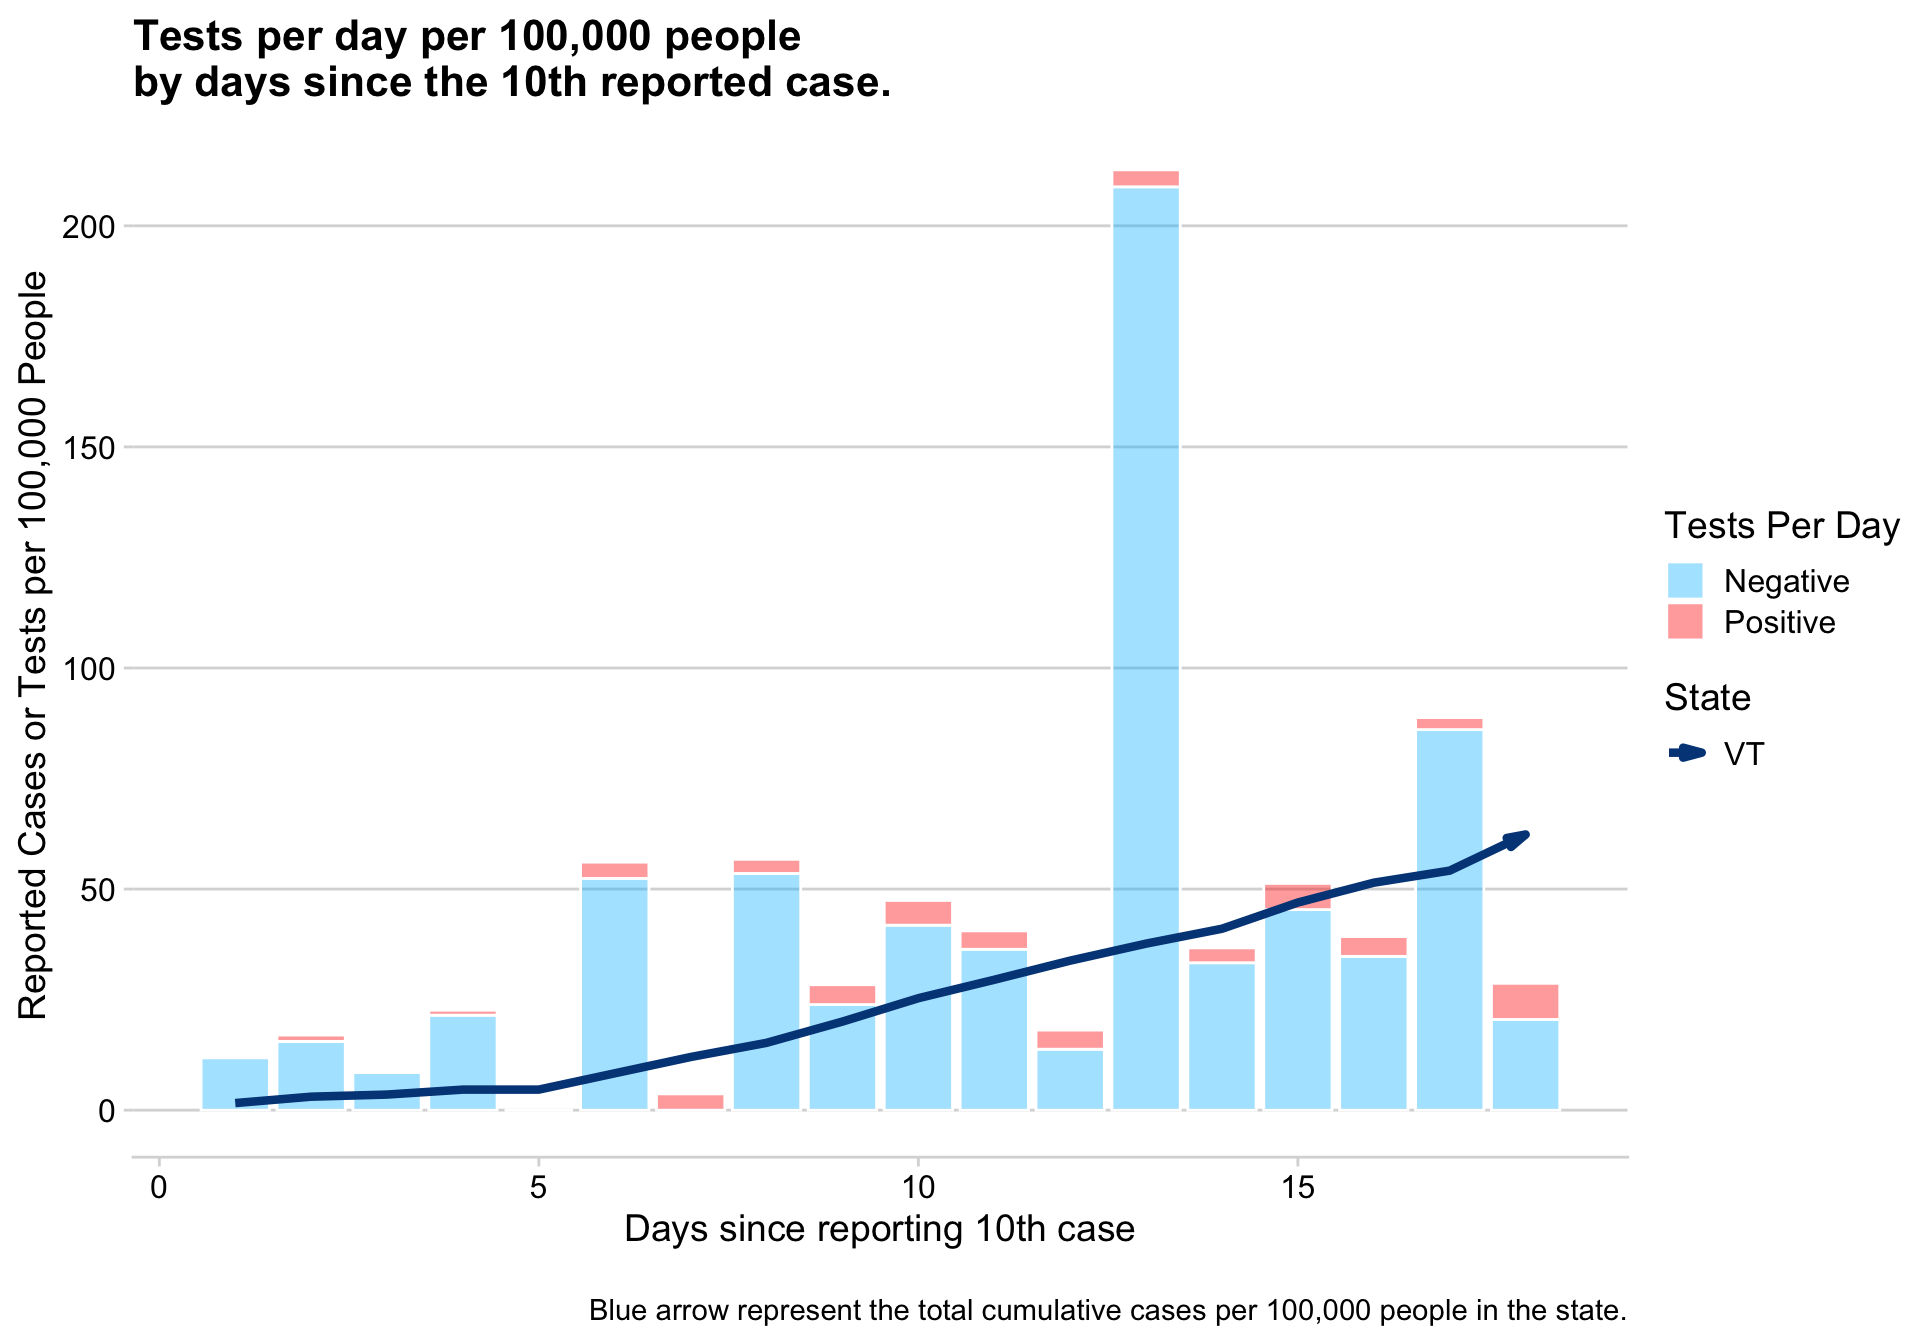 Tests per day per 100,000 people
by days since the 10th reported case.
Reported Cases or Tests per 100,000 People
200
150
100
50
0
0
5
10
15
Days since reporting 10th case
Tests Per Day
Negative
Positive
State
VT
Blue arrow represent the total cumulative cases per 100,000 people in the state.